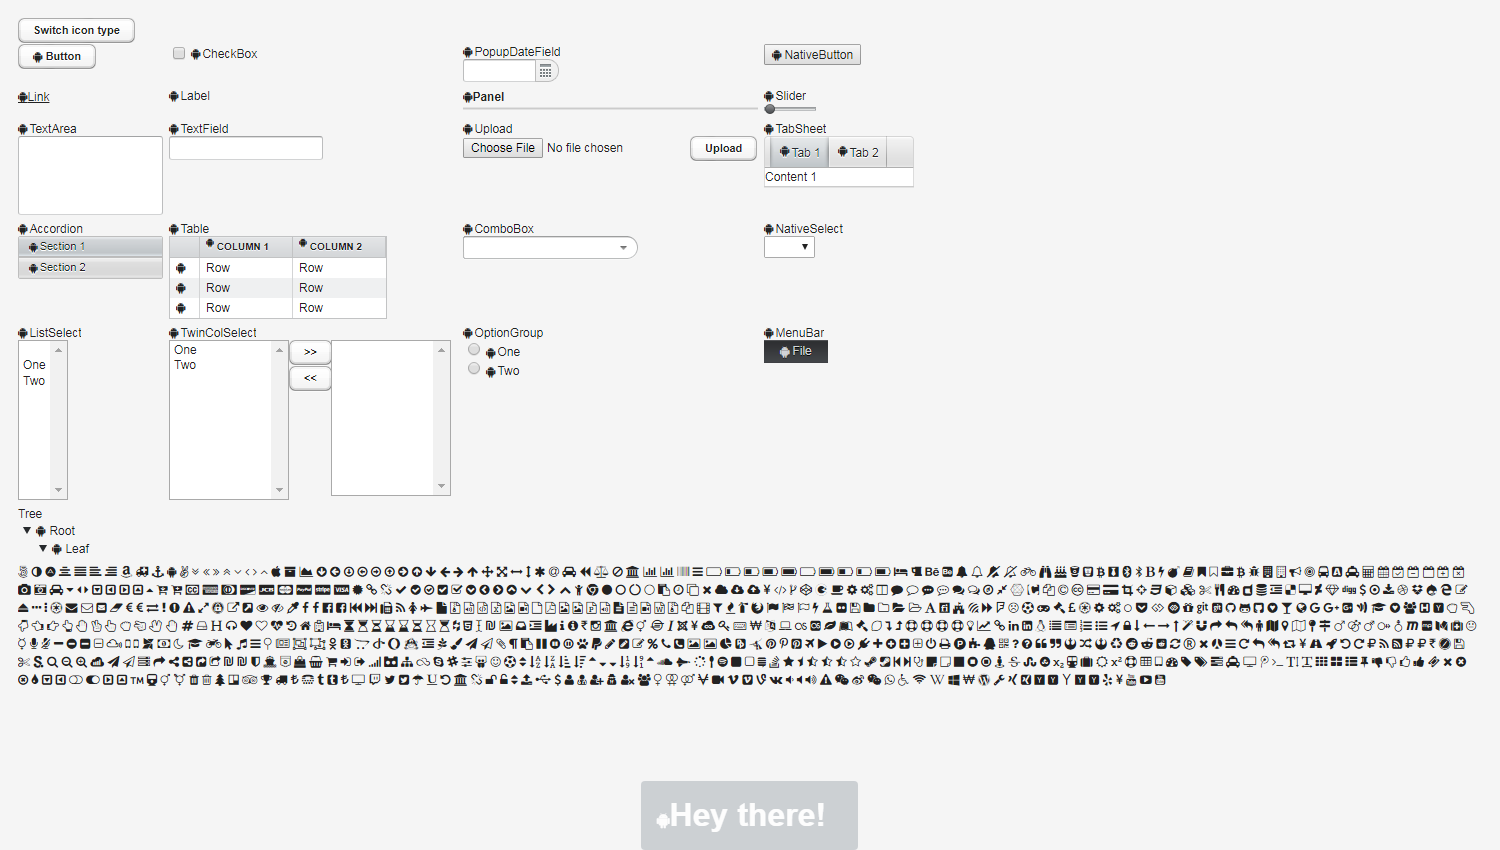 Switch icon type
Button
CheckBox
PopupDateField
NativeButton
Link
Label
Panel
Slider
TextArea
TextField
Upload
Choose File No file chosen
Upload
TabSheet
Tab 1 Tab 2
Content 1
Accordion
Section 1
Section 2
Table
COLUMN 1 COLUMN 2
Row Row
Row Row
Row Row
ComboBox
NativeSelect
ListSelect
One
Two
TwinColSelect
One
Two
>>
<<
OptionGroup
One
Two
MenuBar
File
Tree
Root
Leaf
Hey there!